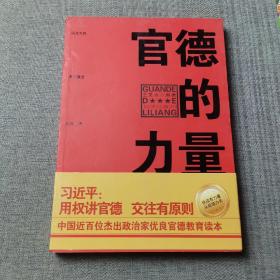 官德
的
力量
GUANDE
D★★★E
LILIANG
习近平:
用权讲官德 交往有原则
中国近百位杰出政治家优良官德教育读本